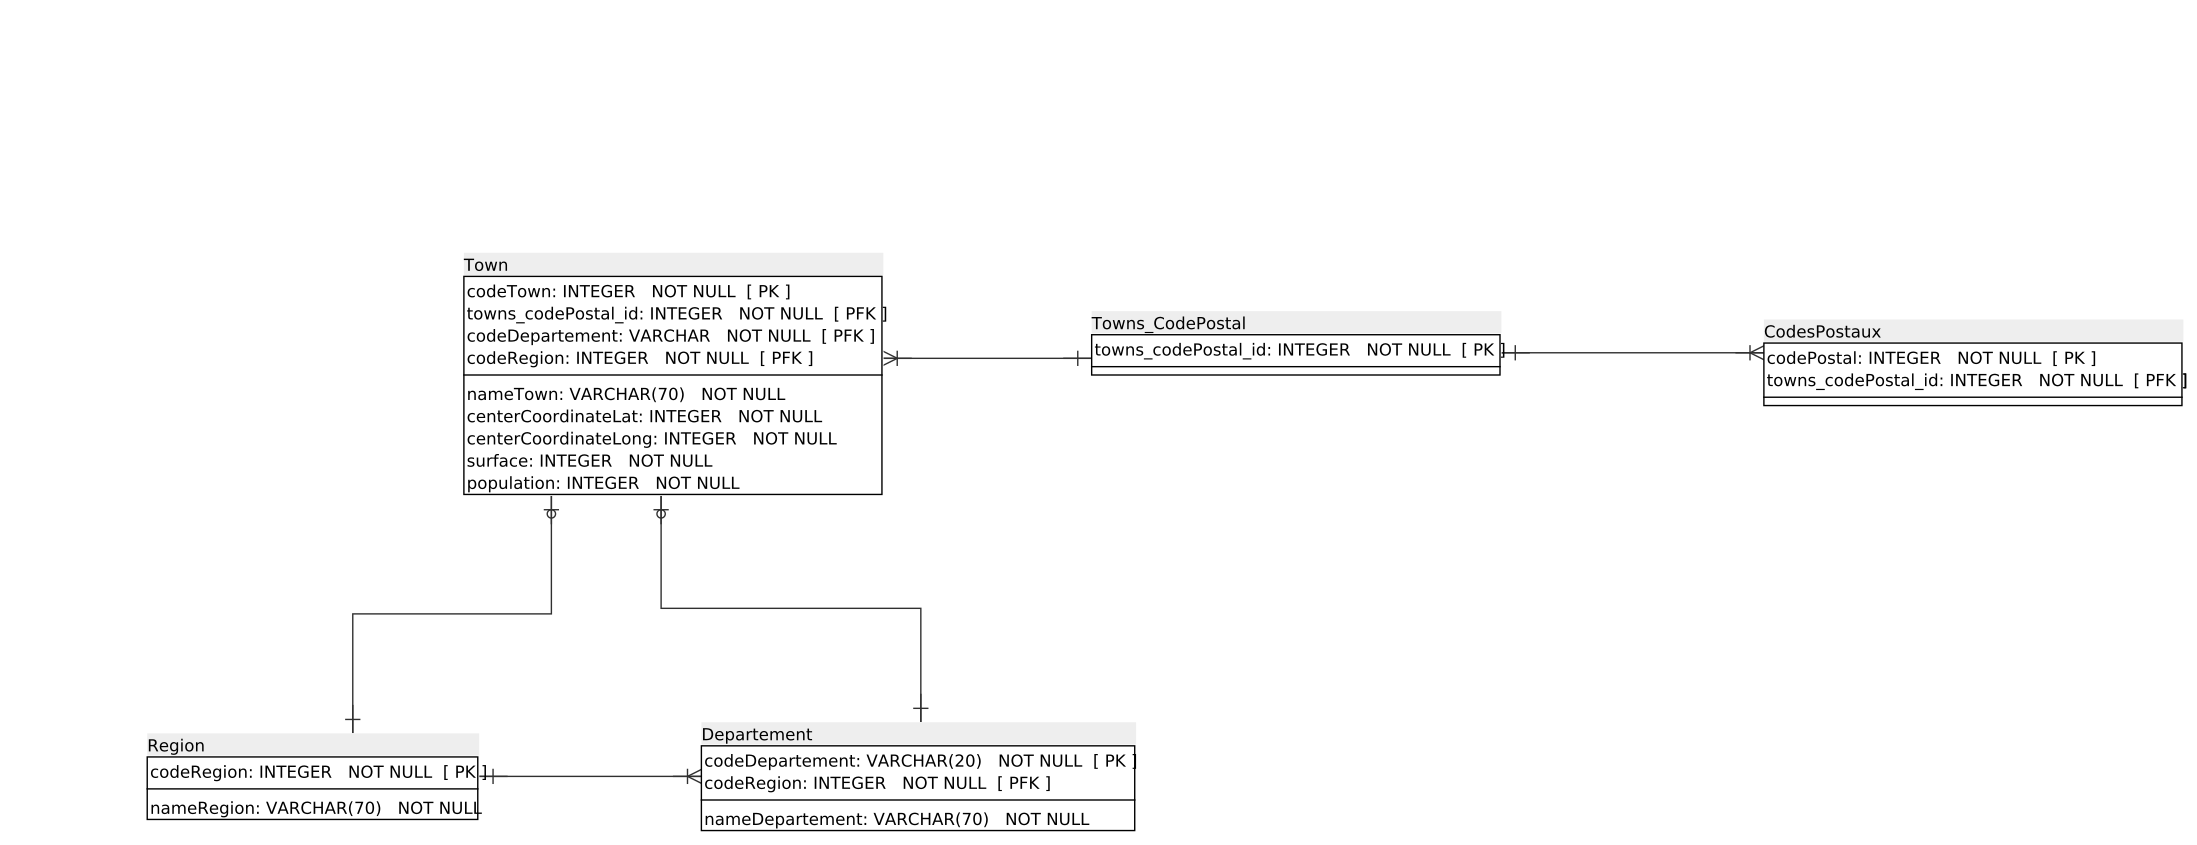 Town
codeTown: INTEGER NOT NULL [ PK ]
towns_codePostal_id: INTEGER NOT NULL [ PFK ]
codeDepartement: VARCHAR NOT NULL [ PFK ]
codeRegion: INTEGER NOT NULL [ PFK ]
nameTown: VARCHAR(70) NOT NULL
centerCoordinateLat: INTEGER NOT NULL
centerCoordinateLong: INTEGER NOT NULL
surface: INTEGER NOT NULL
population: INTEGER NOT NULL
Towns_CodePostal
towns_codePostal_id: INTEGER NOT NULL [ PK ]
CodesPostaux
codePostal: INTEGER NOT NULL [ PK ]
towns_codePostal_id: INTEGER NOT NULL [ PFK ]
Region
codeRegion: INTEGER NOT NULL [ PK ]
nameRegion: VARCHAR(70) NOT NULL
Departement
codeDepartement: VARCHAR(20) NOT NULL [ PK ]
codeRegion: INTEGER NOT NULL [ PFK ]
nameDepartement: VARCHAR(70) NOT NULL